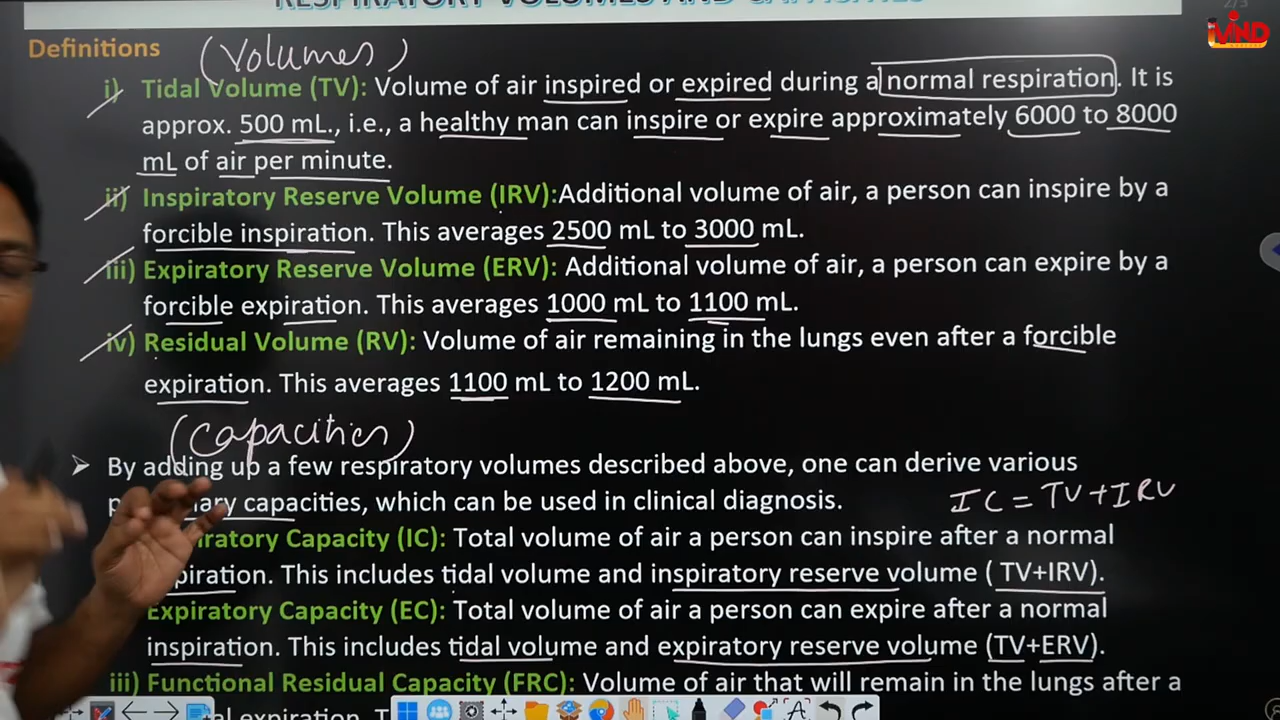 RESPIRATORY VOLUMES AND CAPACITIES
2/3
iMIND
Definitions
(Volumes)
i) Tidal Volume (TV): Volume of air inspired or expired during a normal respiration. It is
approx. 500 mL., i.e., a healthy man can inspire or expire approximately 6000 to 8000
mL of air per minute.
ii) Inspiratory Reserve Volume (IRV):Additional volume of air, a person can inspire by a
forcible inspiration. This averages 2500 mL to 3000 mL.
iii) Expiratory Reserve Volume (ERV): Additional volume of air, a person can expire by a
forcible expiration. This averages 1000 mL to 1100 mL.
iv) Residual Volume (RV): Volume of air remaining in the lungs even after a forcible
expiration. This averages 1100 mL to 1200 mL.
(Capacities)
By adding up a few respiratory volumes described above, one can derive various
capacities, which can be used in clinical diagnosis.
IC = TV + IRV
Capacity (IC): Total volume of air a person can inspire after a normal
This includes tidal volume and inspiratory reserve volume ( TV+IRV).
Expiratory Capacity (EC): Total volume of air a person can expire after a normal
inspiration. This includes tidal volume and expiratory reserve volume (TV+ERV).
iii) Functional Residual Capacity (FRC): Volume of air that will remain in the lungs after a
expiration.